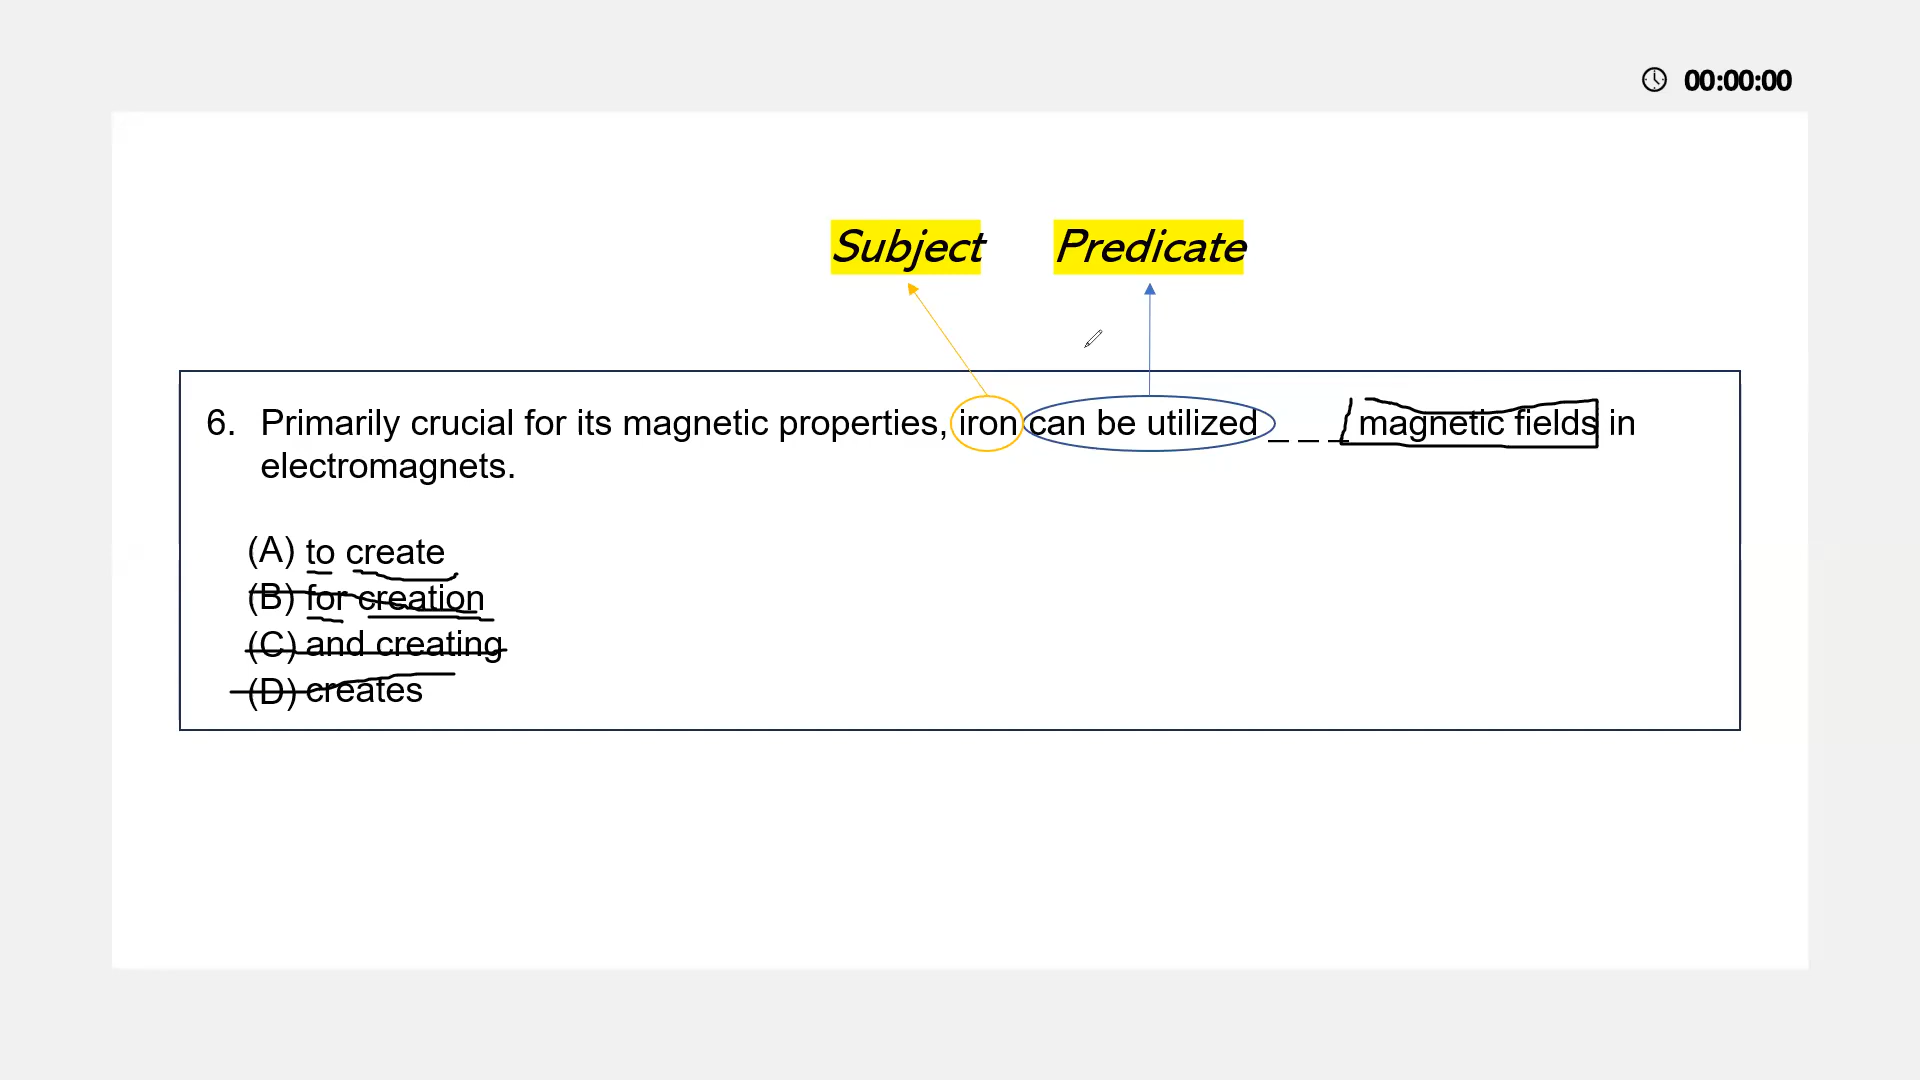 00:00:00
Subject Predicate
6. Primarily crucial for its magnetic properties, iron can be utilized _ _ _ magnetic fields in
electromagnets.
(A) to create
(B) for creation
(C) and creating
(D) creates